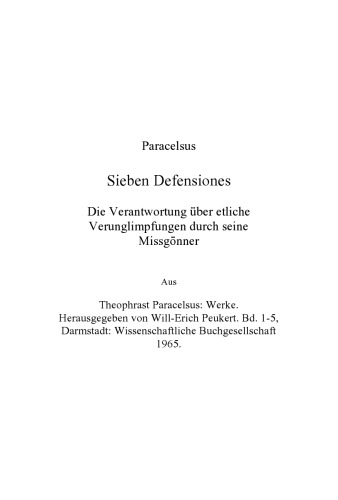 Paracelsus
Sieben Defensiones
Die Verantwortung über etliche
Verunglimpfungen durch seine
Missgönner
Aus
Theophrast Paracelsus: Werke.
Herausgegeben von Will-Erich Peukert. Bd. 1-5,
Darmstadt: Wissenschaftliche Buchgesellschaft
1965.